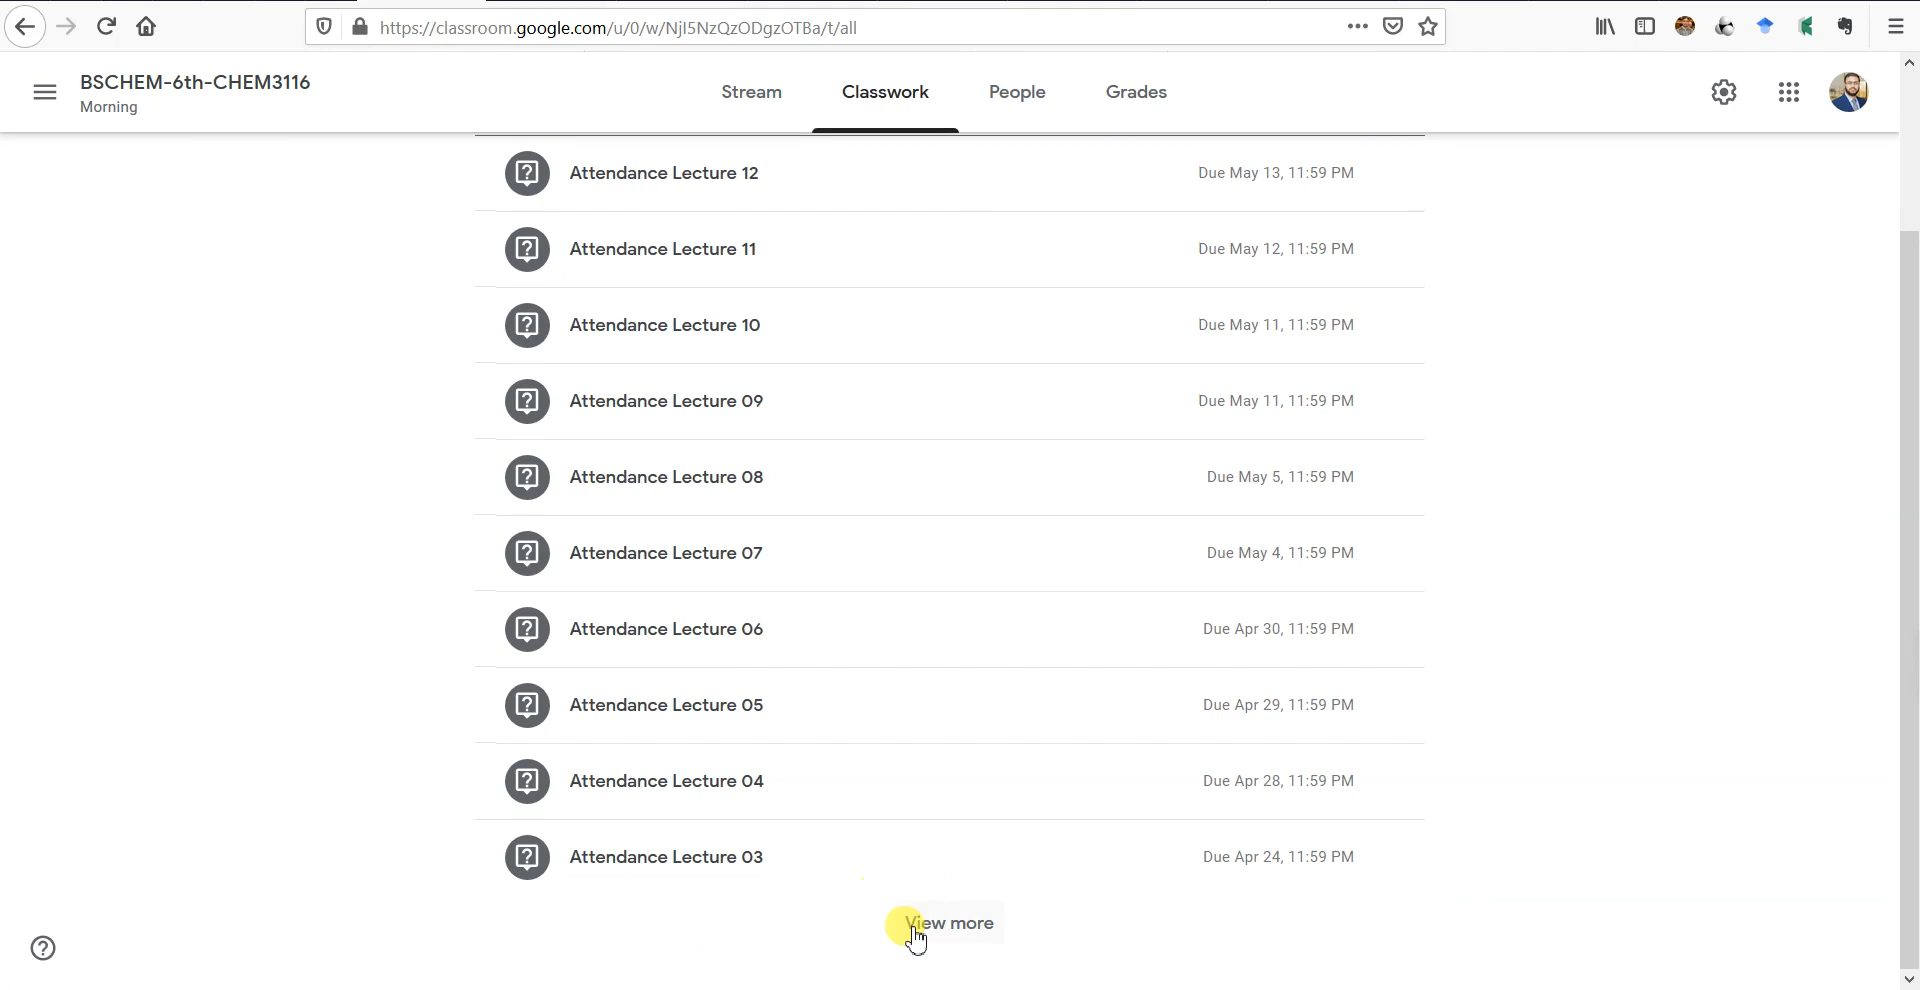 https://classroom.google.com/u/0/w/NjI5NzQzODgzOTBa/t/all
BSCHEM-6th-CHEM3116
Morning
Stream
Classwork
People
Grades
Attendance Lecture 12
Due May 13, 11:59 PM
Attendance Lecture 11
Due May 12, 11:59 PM
Attendance Lecture 10
Due May 11, 11:59 PM
Attendance Lecture 09
Due May 11, 11:59 PM
Attendance Lecture 08
Due May 5, 11:59 PM
Attendance Lecture 07
Due May 4, 11:59 PM
Attendance Lecture 06
Due Apr 30, 11:59 PM
Attendance Lecture 05
Due Apr 29, 11:59 PM
Attendance Lecture 04
Due Apr 28, 11:59 PM
Attendance Lecture 03
Due Apr 24, 11:59 PM
View more